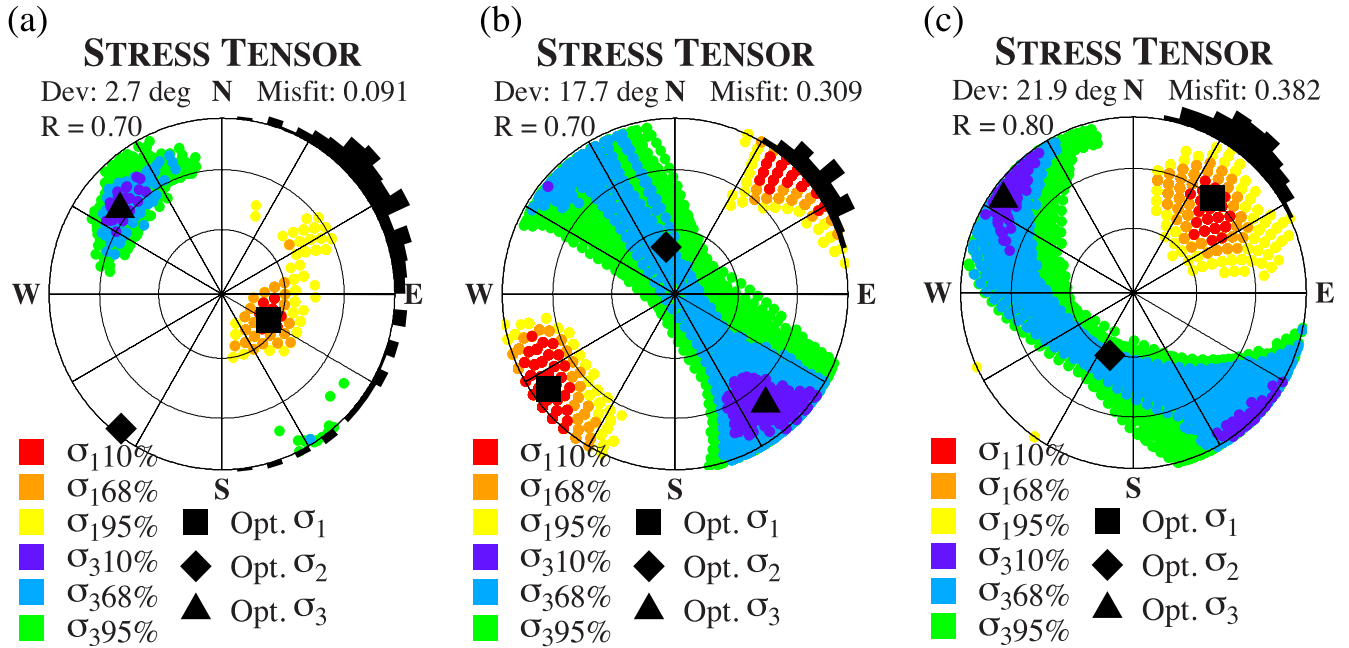 (a)
STRESS TENSOR
Dev: 2.7 deg N Misfit: 0.091
R = 0.70
W E
S
σ₁10%
σ₁68%
σ₁95%
σ₃10%
σ₃68%
σ₃95%
Opt. σ₁
Opt. σ₂
Opt. σ₃
(b)
STRESS TENSOR
Dev: 17.7 deg N Misfit: 0.309
R = 0.70
W E
S
σ₁10%
σ₁68%
σ₁95%
σ₃10%
σ₃68%
σ₃95%
Opt. σ₁
Opt. σ₂
Opt. σ₃
(c)
STRESS TENSOR
Dev: 21.9 deg N Misfit: 0.382
R = 0.80
W E
S
σ₁10%
σ₁68%
σ₁95%
σ₃10%
σ₃68%
σ₃95%
Opt. σ₁
Opt. σ₂
Opt. σ₃